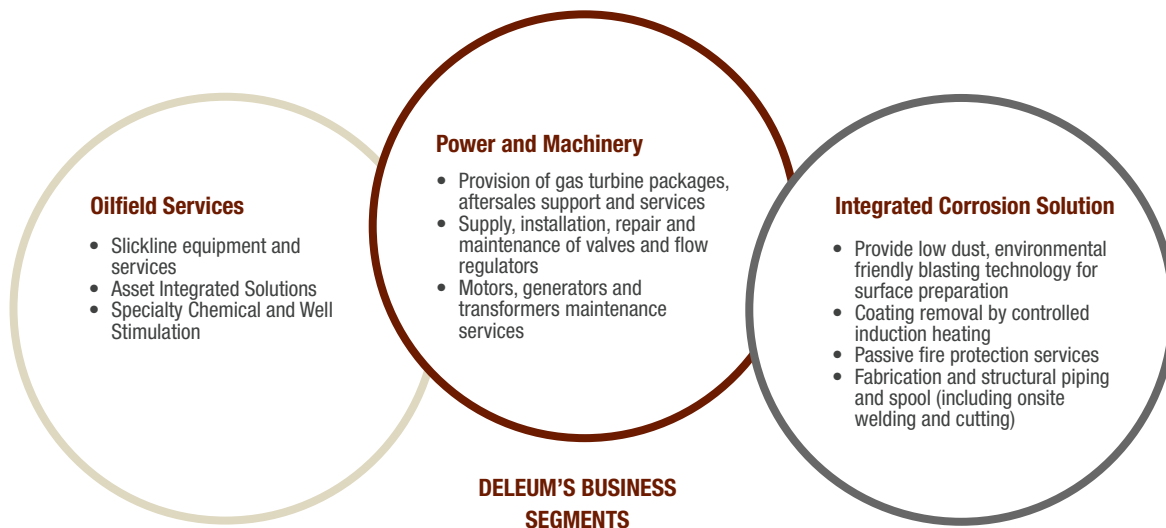 Oilfield Services
• Slickline equipment and
services
• Asset Integrated Solutions
• Specialty Chemical and Well
Stimulation
Power and Machinery
• Provision of gas turbine packages,
aftersales support and services
• Supply, installation, repair and
maintenance of valves and flow
regulators
• Motors, generators and
transformers maintenance
services
Integrated Corrosion Solution
• Provide low dust, environmental
friendly blasting technology for
surface preparation
• Coating removal by controlled
induction heating
• Passive fire protection services
• Fabrication and structural piping
and spool (including onsite
welding and cutting)
DELEUM'S BUSINESS
SEGMENTS